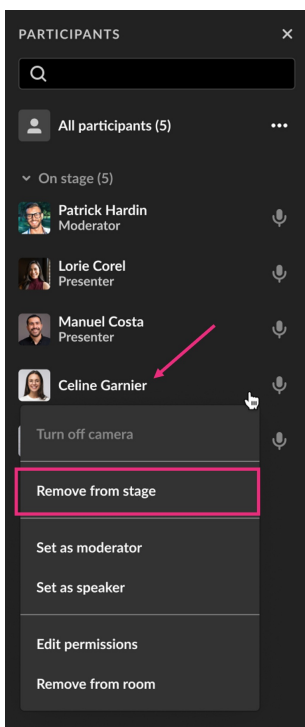 PARTICIPANTS
All participants (5)
On stage (5)
Patrick Hardin
Moderator
Lorie Corel
Presenter
Manuel Costa
Presenter
Celine Garnier
Turn off camera
Remove from stage
Set as moderator
Set as speaker
Edit permissions
Remove from room